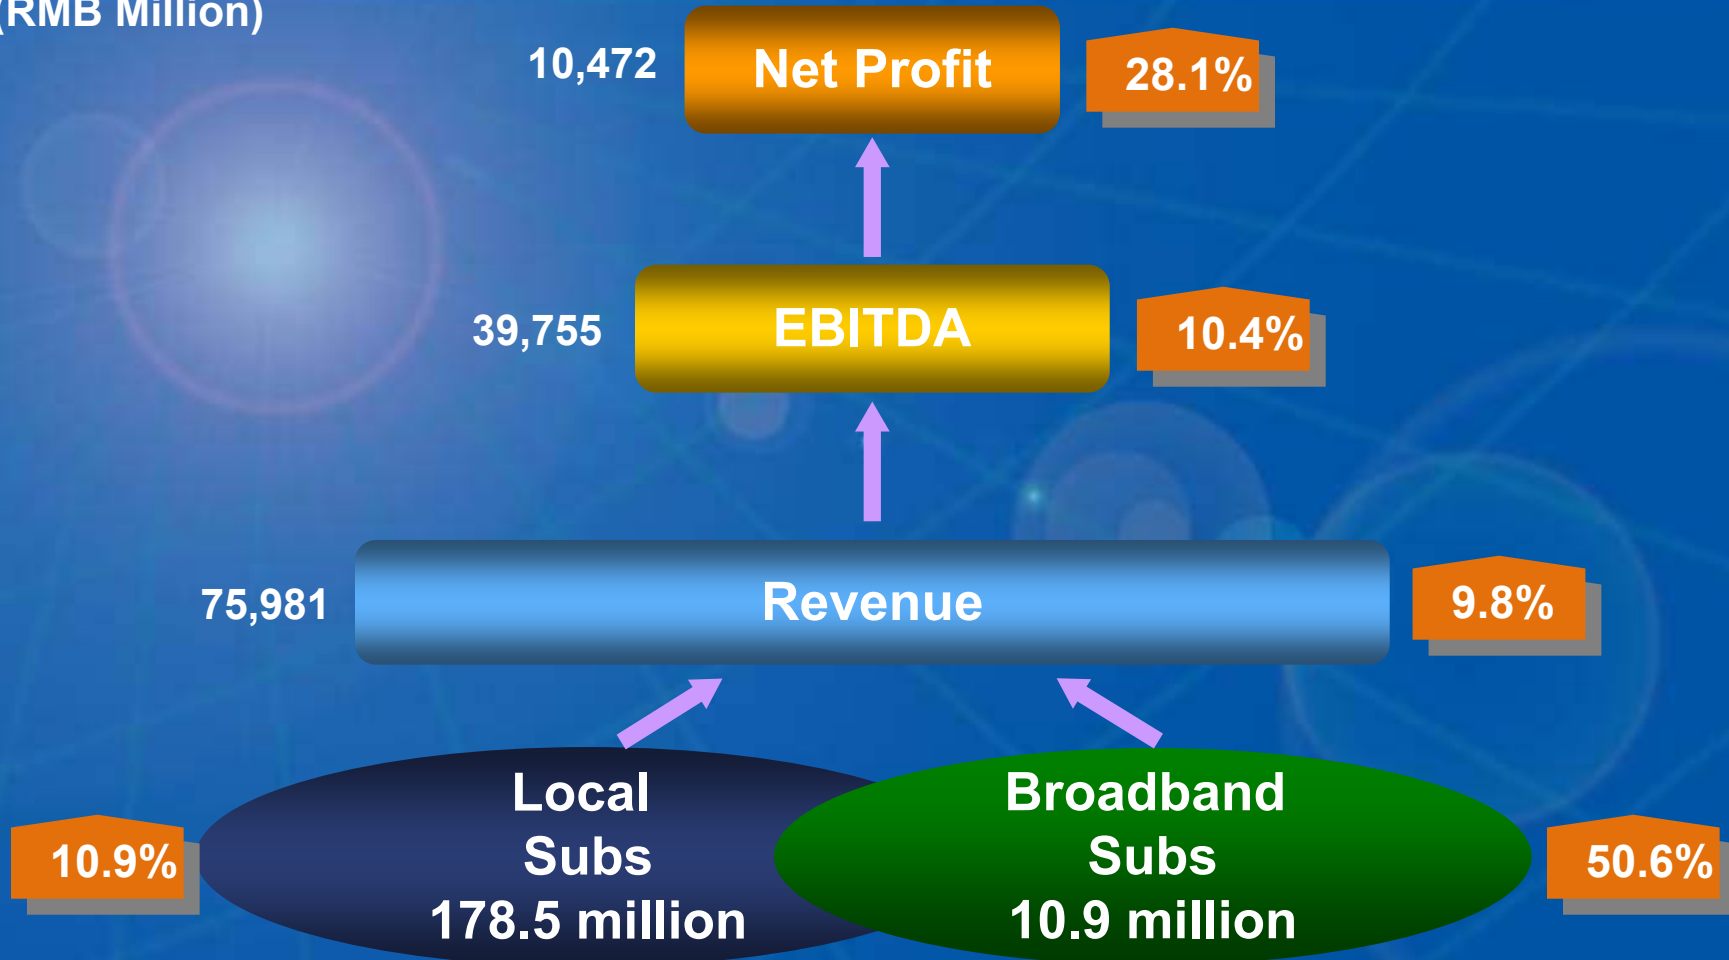 (RMB Million)
10,472 Net Profit 28.1%
39,755 EBITDA 10.4%
75,981 Revenue 9.8%
Local
Subs
178.5 million
10.9%
Broadband
Subs
10.9 million
50.6%